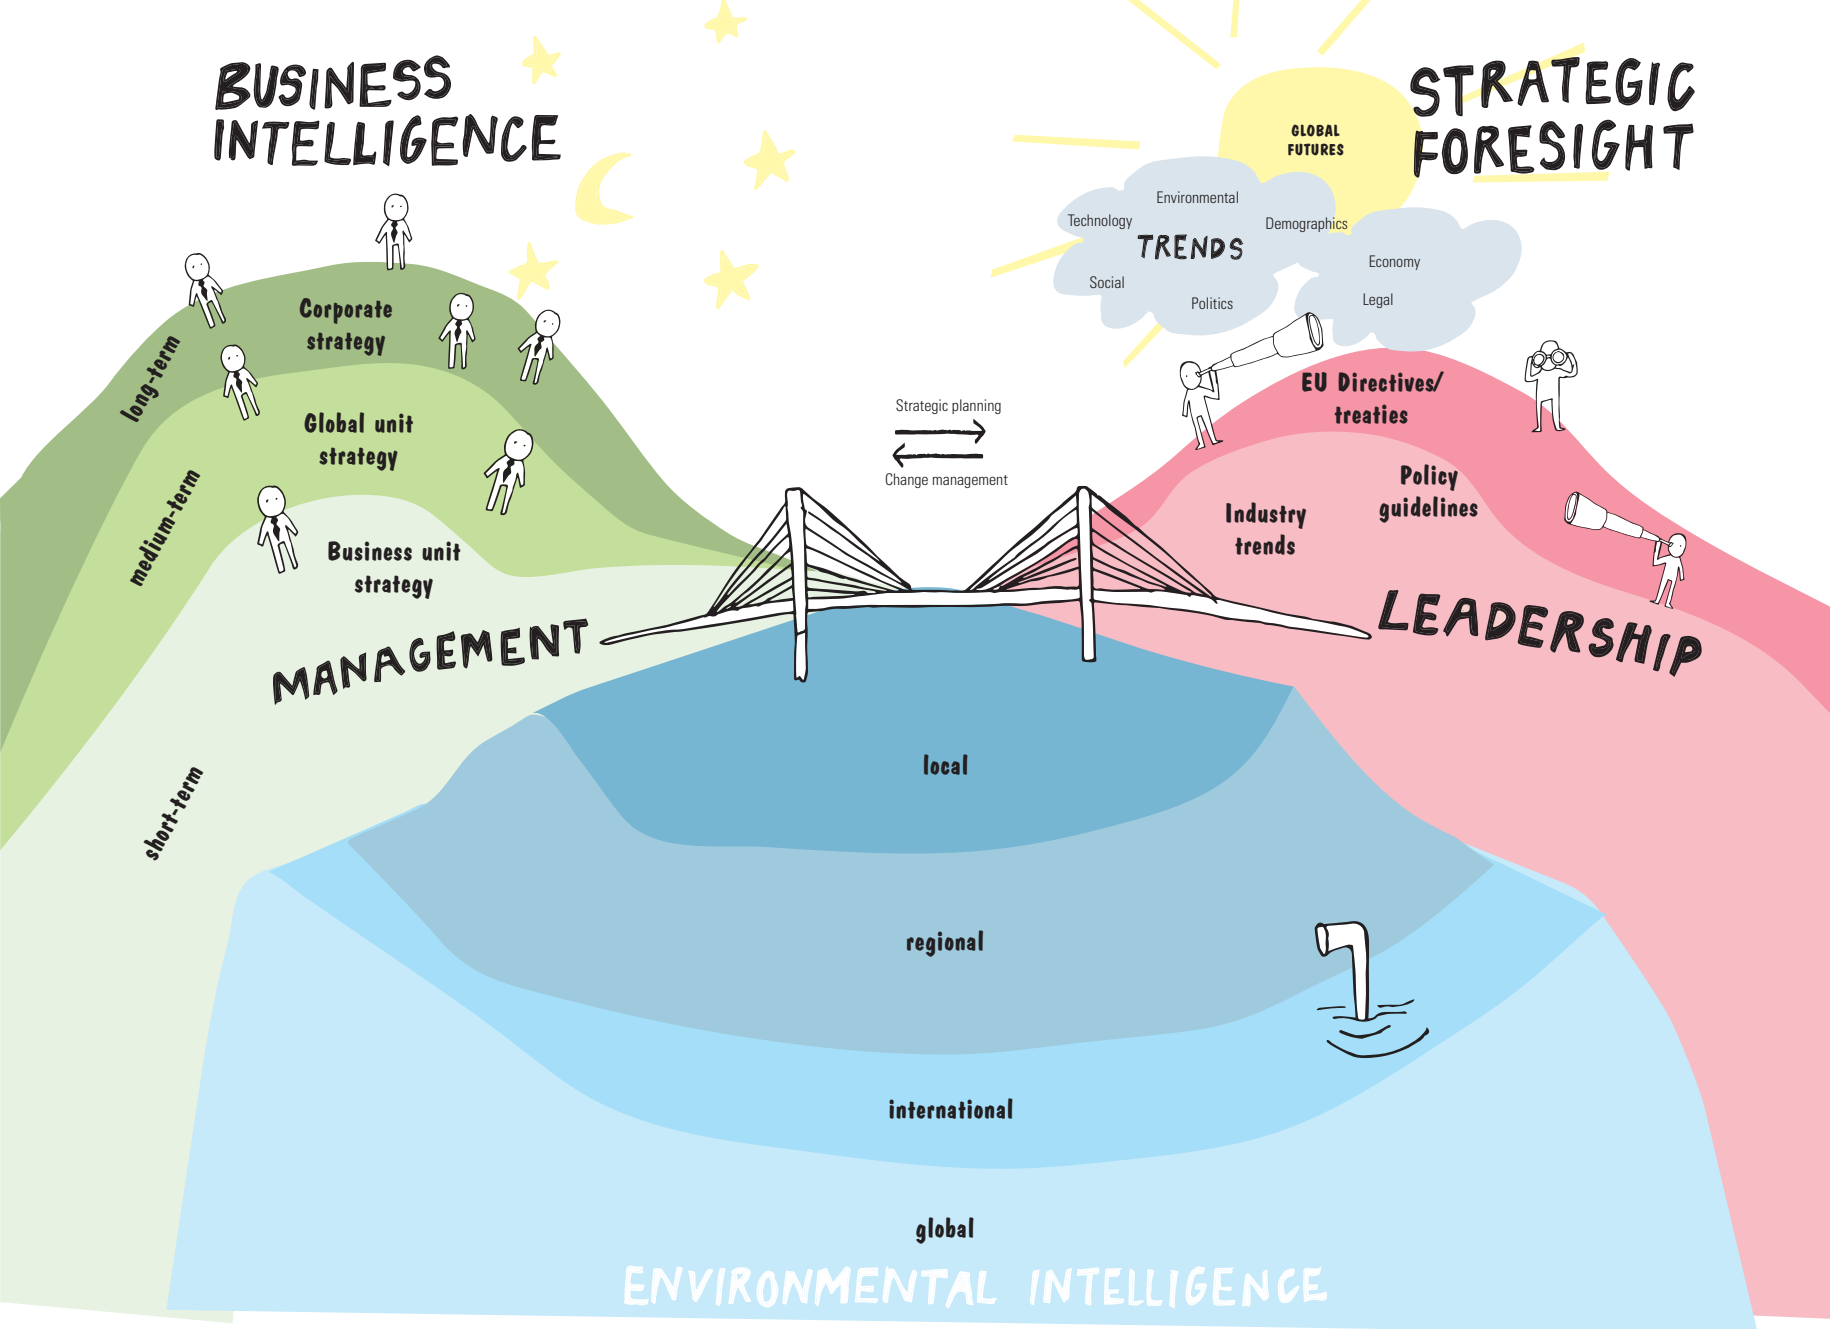 BUSINESS
INTELLIGENCE
STRATEGIC
FORESIGHT
GLOBAL
FUTURES
Environmental
Technology
Demographics
TRENDS
Economy
Social
Legal
Politics
Corporate
strategy
long-term
Global unit
strategy
medium-term
Business unit
strategy
MANAGEMENT
short-term
Strategic planning
Change management
EU Directives/
treaties
Policy
guidelines
Industry
trends
LEADERSHIP
local
regional
international
global
ENVIRONMENTAL INTELLIGENCE